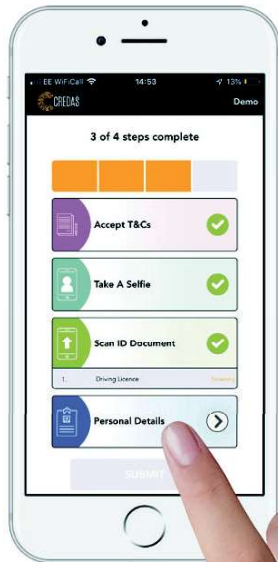 EE WiFiCall 14:53 13%
CREDAS Demo
3 of 4 steps complete
Accept T&Cs
Take A Selfie
Scan ID Document
1. Driving Licence
Personal Details
SUBMIT